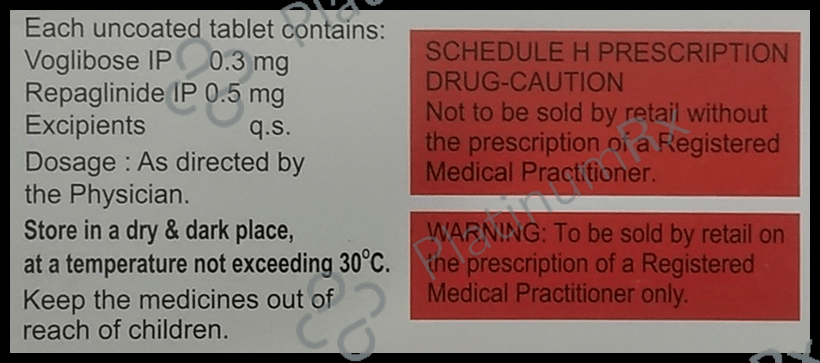 Each uncoated tablet contains:
Voglibose IP 0.3 mg
Repaglinide IP 0.5 mg
Excipients q.s.
Dosage : As directed by
the Physician.
Store in a dry & dark place,
at a temperature not exceeding 30°C.
Keep the medicines out of
reach of children.
SCHEDULE H PRESCRIPTION
DRUG-CAUTION
Not to be sold by retail without
the prescription of a Registered
Medical Practitioner.
WARNING: To be sold by retail on
the prescription of a Registered
Medical Practitioner only.
PlatinumRx